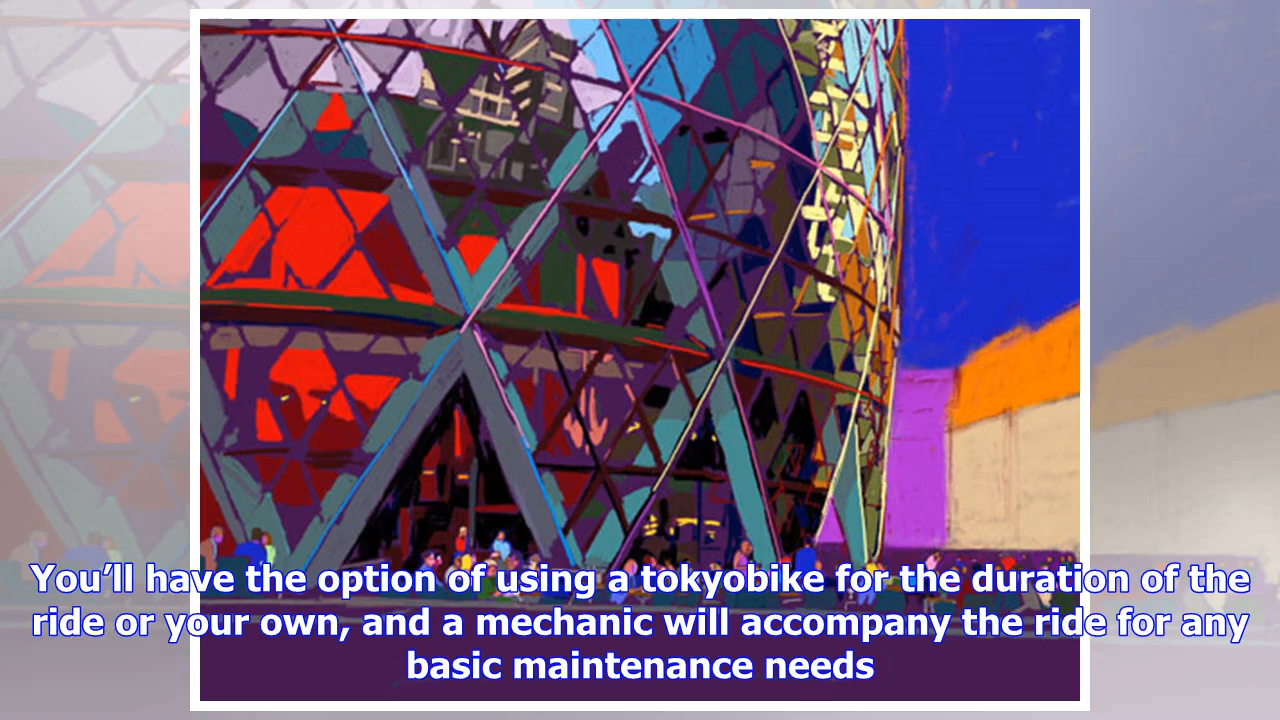 You’ll have the option of using a tokyobike for the duration of the
ride or your own, and a mechanic will accompany the ride for any
basic maintenance needs